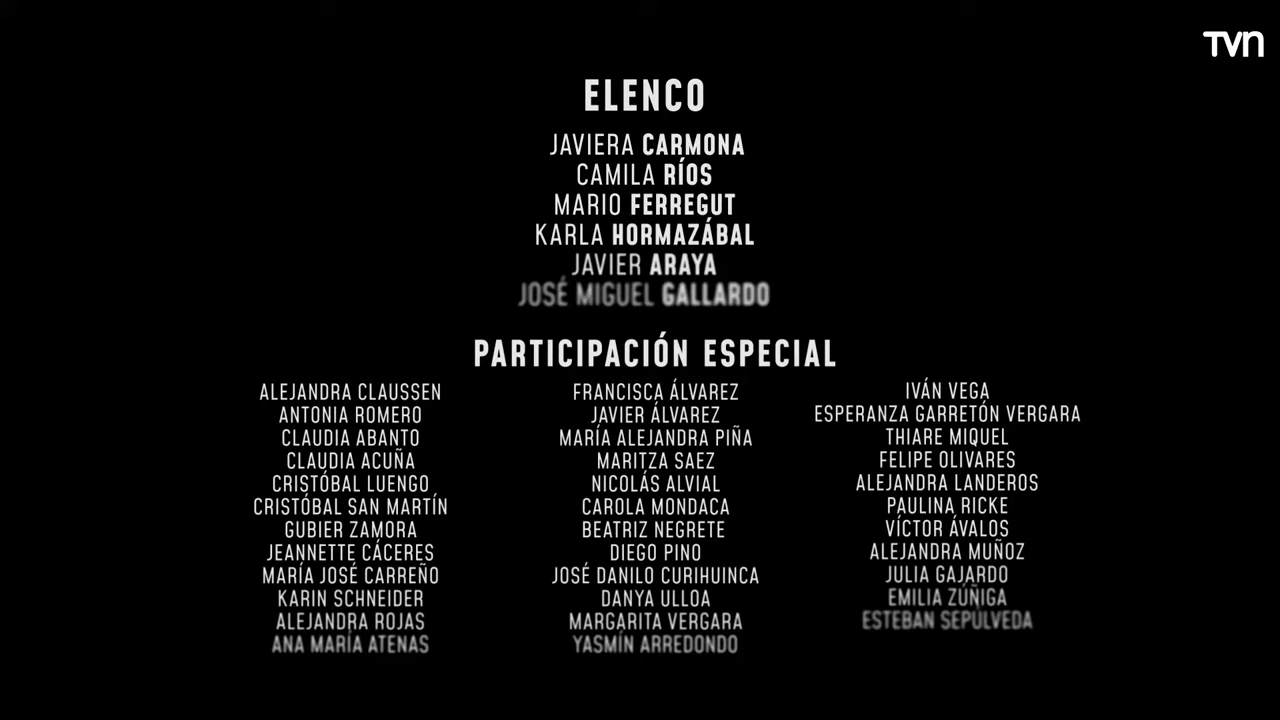 TVN
ELENCO
JAVIERA CARMONA
CAMILA RÍOS
MARIO FERREGUT
KARLA HORMAZÁBAL
JAVIER ARAYA
JOSÉ MIGUEL GALLARDO
PARTICIPACIÓN ESPECIAL
ALEJANDRA CLAUSSEN
ANTONIA ROMERO
CLAUDIA ABANTO
CLAUDIA ACUÑA
CRISTÓBAL LUENGO
CRISTÓBAL SAN MARTÍN
GUBIER ZAMORA
JEANNETTE CÁCERES
MARÍA JOSÉ CARREÑO
KARIN SCHNEIDER
ALEJANDRA ROJAS
ANA MARÍA ATENAS
FRANCISCA ÁLVAREZ
JAVIER ÁLVAREZ
MARÍA ALEJANDRA PIÑA
MARITZA SAEZ
NICOLÁS ALVIAL
CAROLA MONDACA
BEATRIZ NEGRETE
DIEGO PINO
JOSÉ DANILO CURIHUINCA
DANYA ULLOA
MARGARITA VERGARA
YASMÍN ARREDONDO
IVÁN VEGA
ESPERANZA GARRETÓN VERGARA
THIARE MIQUEL
FELIPE OLIVARES
ALEJANDRA LANDEROS
PAULINA RICKE
VÍCTOR ÁVALOS
ALEJANDRA MUÑOZ
JULIA GAJARDO
EMILIA ZÚÑIGA
ESTEBAN SEPÚLVEDA